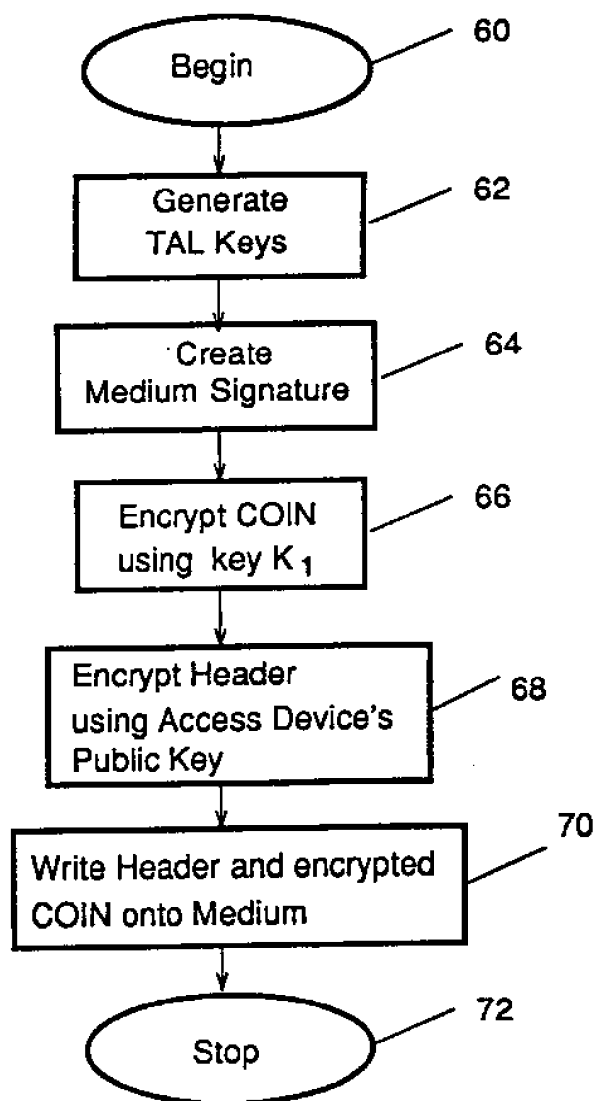 Begin
60
Generate
TAL Keys
62
Create
Medium Signature
64
Encrypt COIN
using key K1
66
Encrypt Header
using Access Device's
Public Key
68
Write Header and encrypted
COIN onto Medium
70
Stop
72